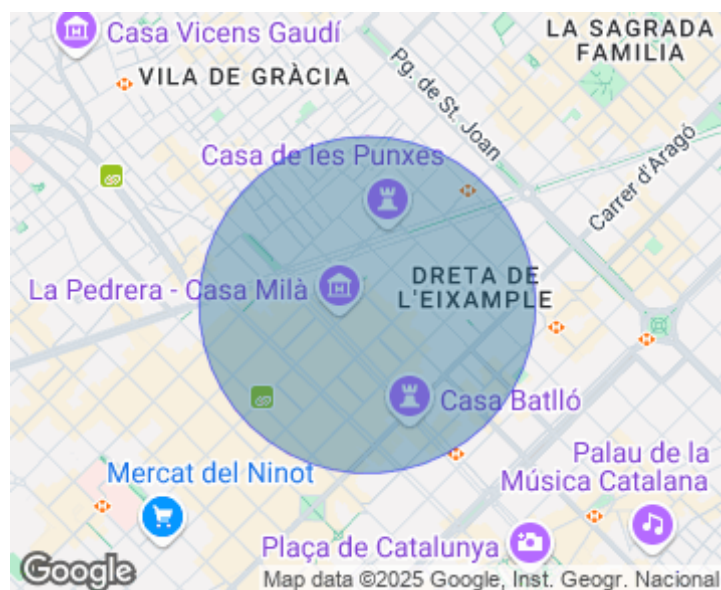 Casa Vicens Gaudí
LA SAGRADA
FAMILIA
VILA DE GRÀCIA
Pg. de St. Joan
Casa de les Punxes
Carrer d'Aragó
La Pedrera - Casa Milà
DRETA DE
L'EIXAMPLE
Casa Batlló
Mercat del Ninot
Palau de la
Música Catalana
Plaça de Catalunya
Google
Map data ©2025 Google, Inst. Geogr. Nacional